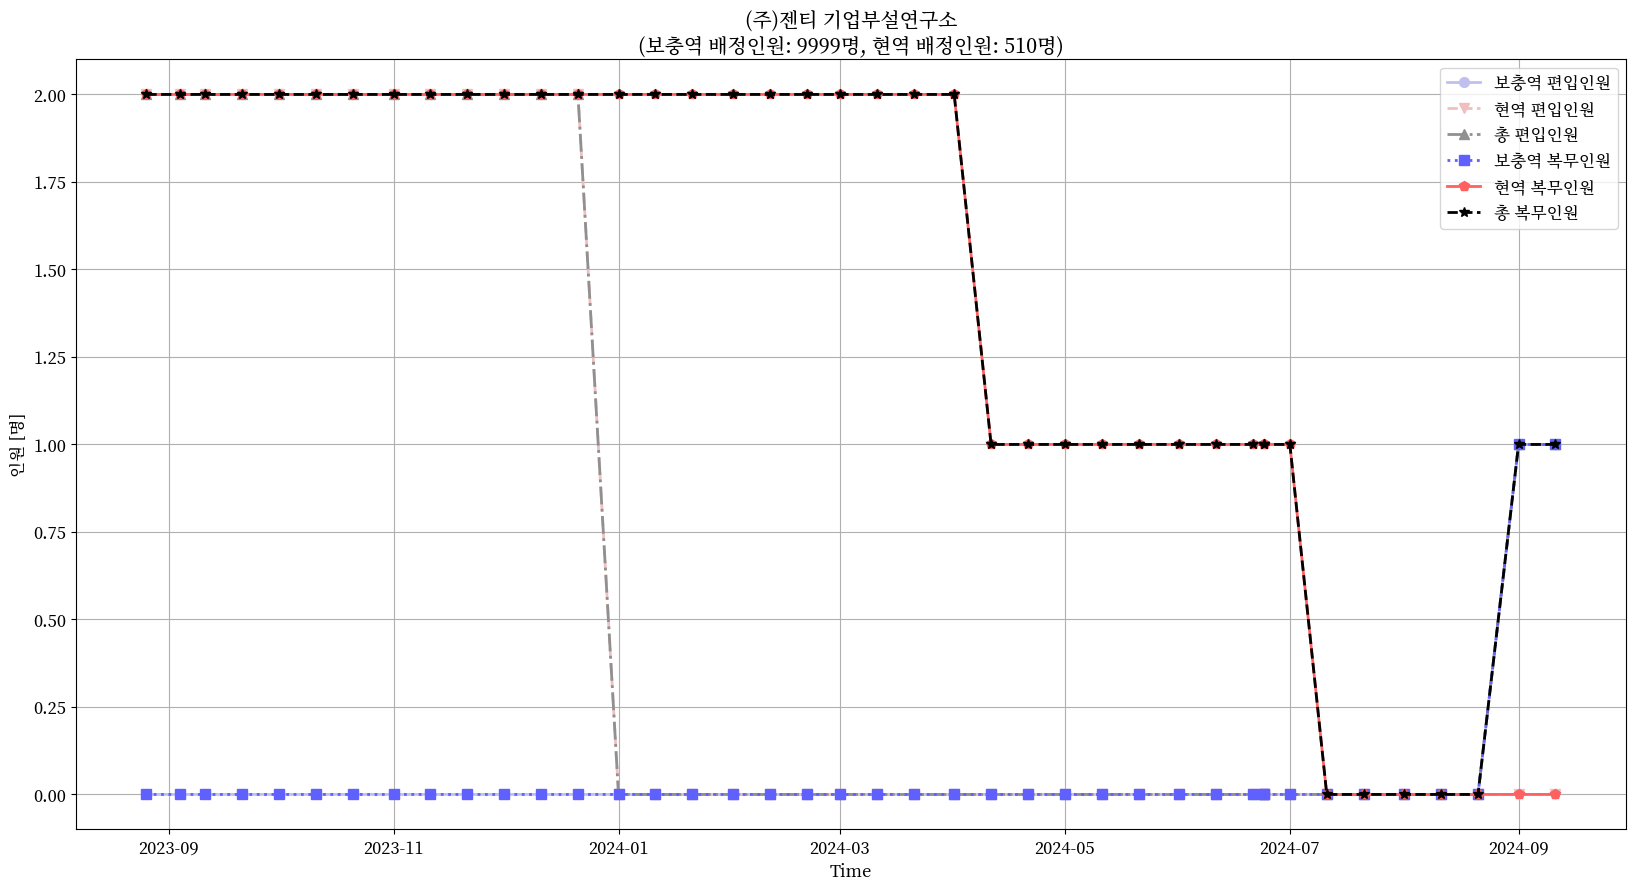 (주)젠티 기업부설연구소
(보충역 배정인원: 9999명, 현역 배정인원: 510명)
보충역 편입인원
현역 편입인원
총 편입인원
보충역 복무인원
현역 복무인원
총 복무인원
인원 [명]
2.00
1.75
1.50
1.25
1.00
0.75
0.50
0.25
0.00
2023-09 2023-11 2024-01 2024-03 2024-05 2024-07 2024-09
Time